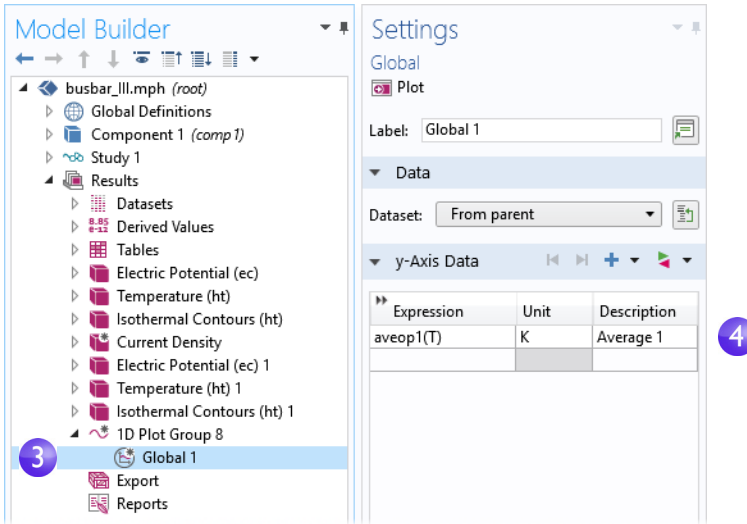 Model Builder
busbar_III.mph (root)
Global Definitions
Component 1 (comp1)
Study 1
Results
Datasets
8.85
e-12
Derived Values
Tables
Electric Potential (ec)
Temperature (ht)
Isothermal Contours (ht)
Current Density
Electric Potential (ec) 1
Temperature (ht) 1
Isothermal Contours (ht) 1
1D Plot Group 8
3
Global 1
Export
Reports
Settings
Global
Plot
Label: Global 1
Data
Dataset: From parent
y-Axis Data
Expression Unit Description
aveop1(T) K Average 1
4